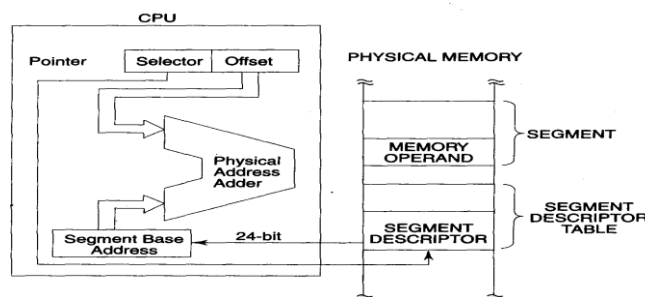 CPU
Pointer
Selector
Offset
PHYSICAL MEMORY
SEGMENT
MEMORY
OPERAND
Physical
Address
Adder
SEGMENT
DESCRIPTOR
TABLE
24-bit
Segment Base
Address
SEGMENT
DESCRIPTOR